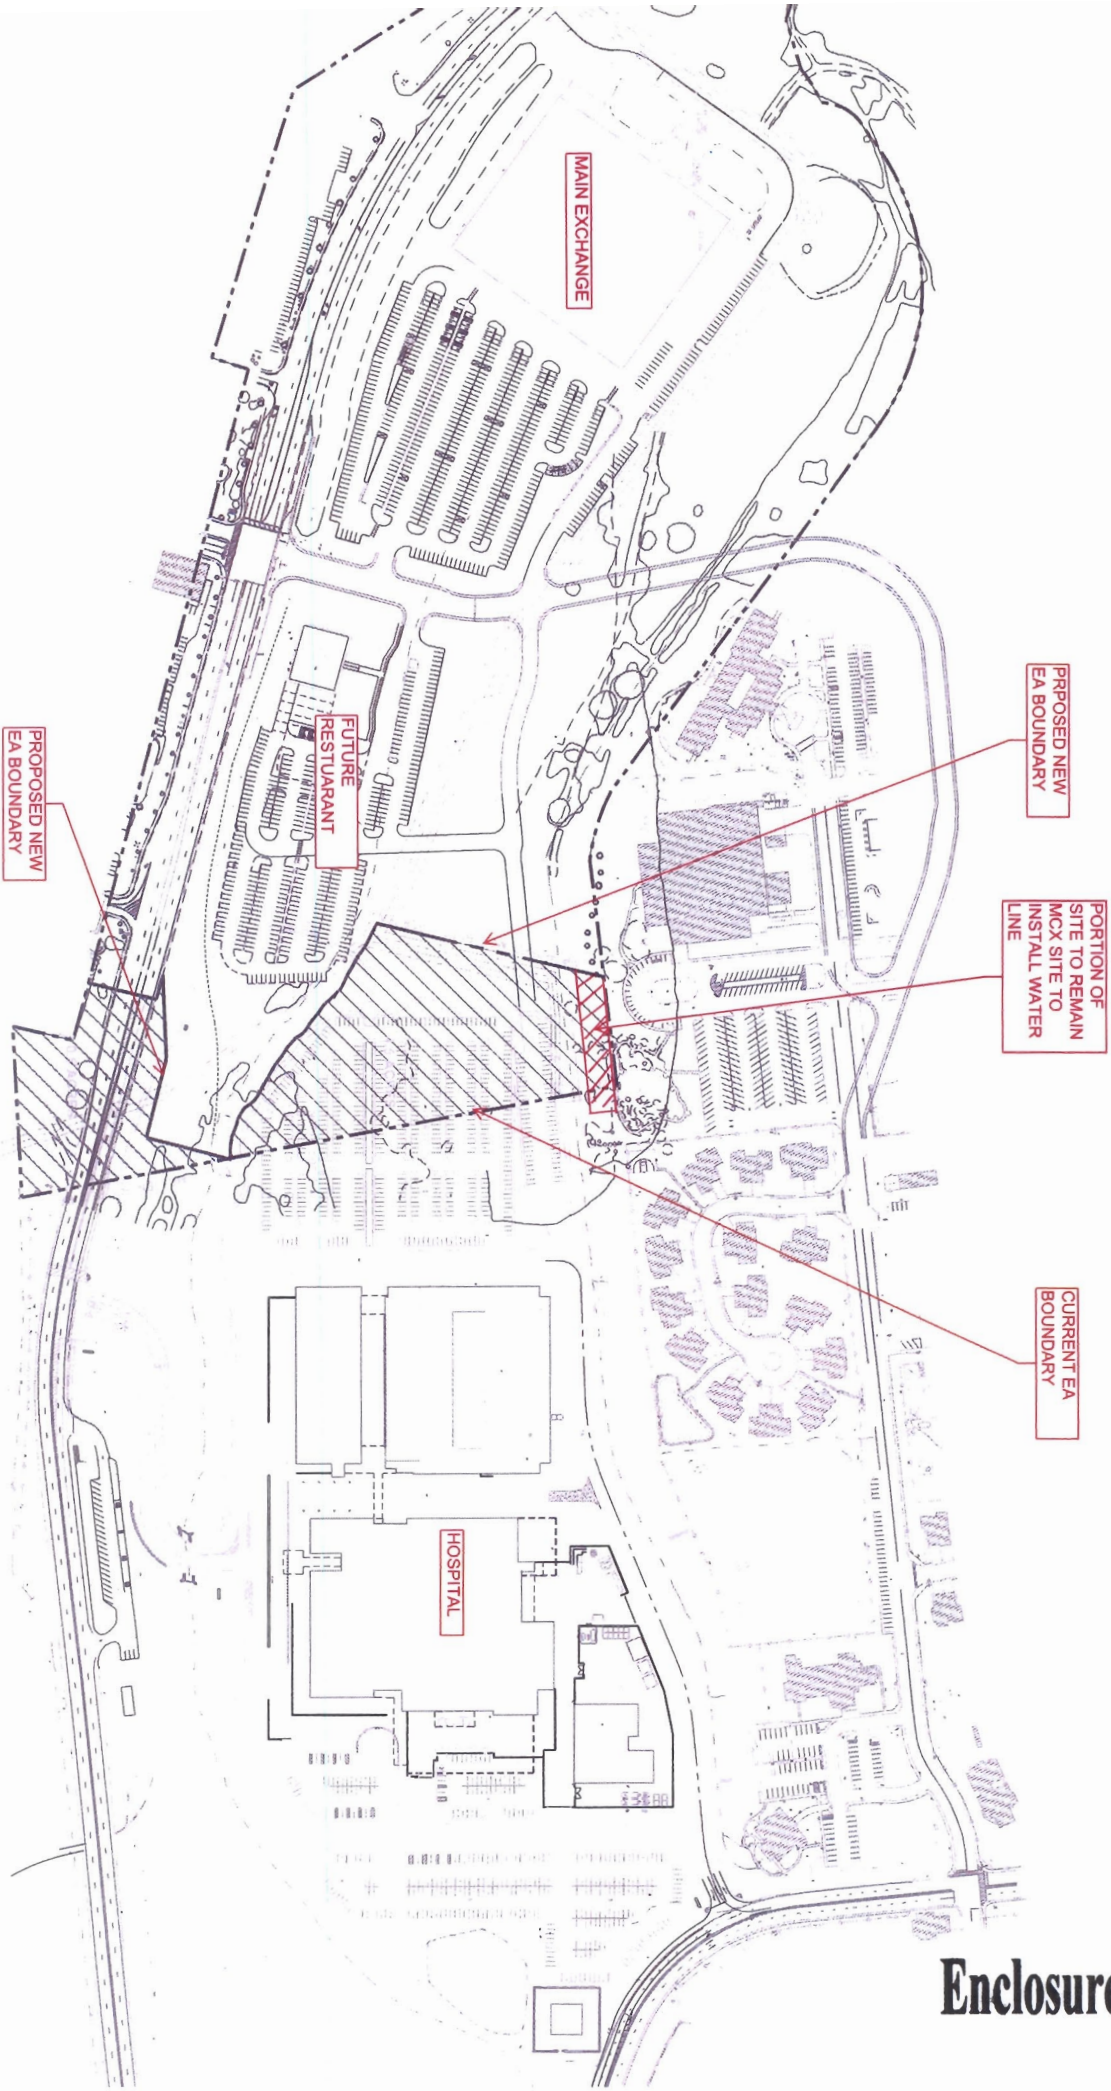 MAIN EXCHANGE
PRPOSED NEW
EA BOUNDARY
PORTION OF
SITE TO REMAIN
MCX SITE TO
INSTALL WATER
LINE
CURRENT EA
BOUNDARY
FUTURE
RESTUARANT
PROPOSED NEW
EA BOUNDARY
HOSPITAL
Enclosure